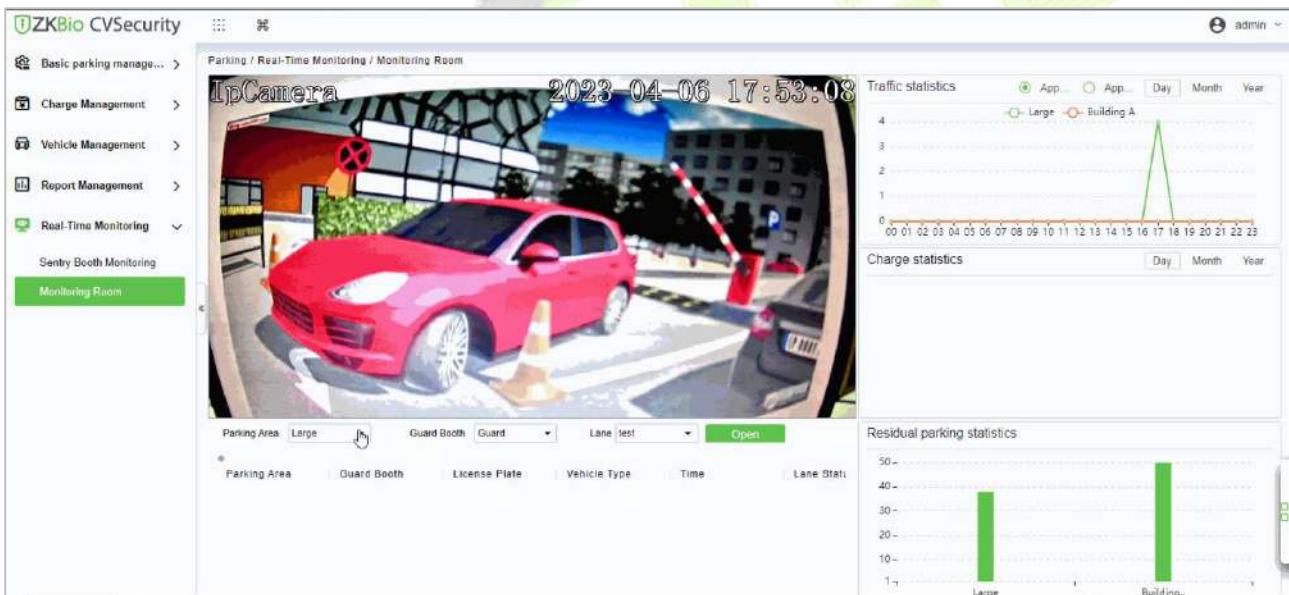 ZKBio CVSecurity
admin
Basic parking manage...
Charge Management
Vehicle Management
Report Management
Real-Time Monitoring
Sentry Booth Monitoring
Monitoring Room
Parking / Real-Time Monitoring / Monitoring Room
IpCamera 2023-04-06 17:53:08
P
Parking Area Large Guard Booth Guard Lane test Open
Parking Area Guard Booth License Plate Vehicle Type Time Lane Statu
Traffic statistics App... App... Day Month Year
Large Building A
4
3
2
1
0
00 01 02 03 04 05 06 07 08 09 10 11 12 13 14 15 16 17 18 19 20 21 22 23
Charge statistics Day Month Year
Residual parking statistics
50
40
30
20
10
1
Large Building..